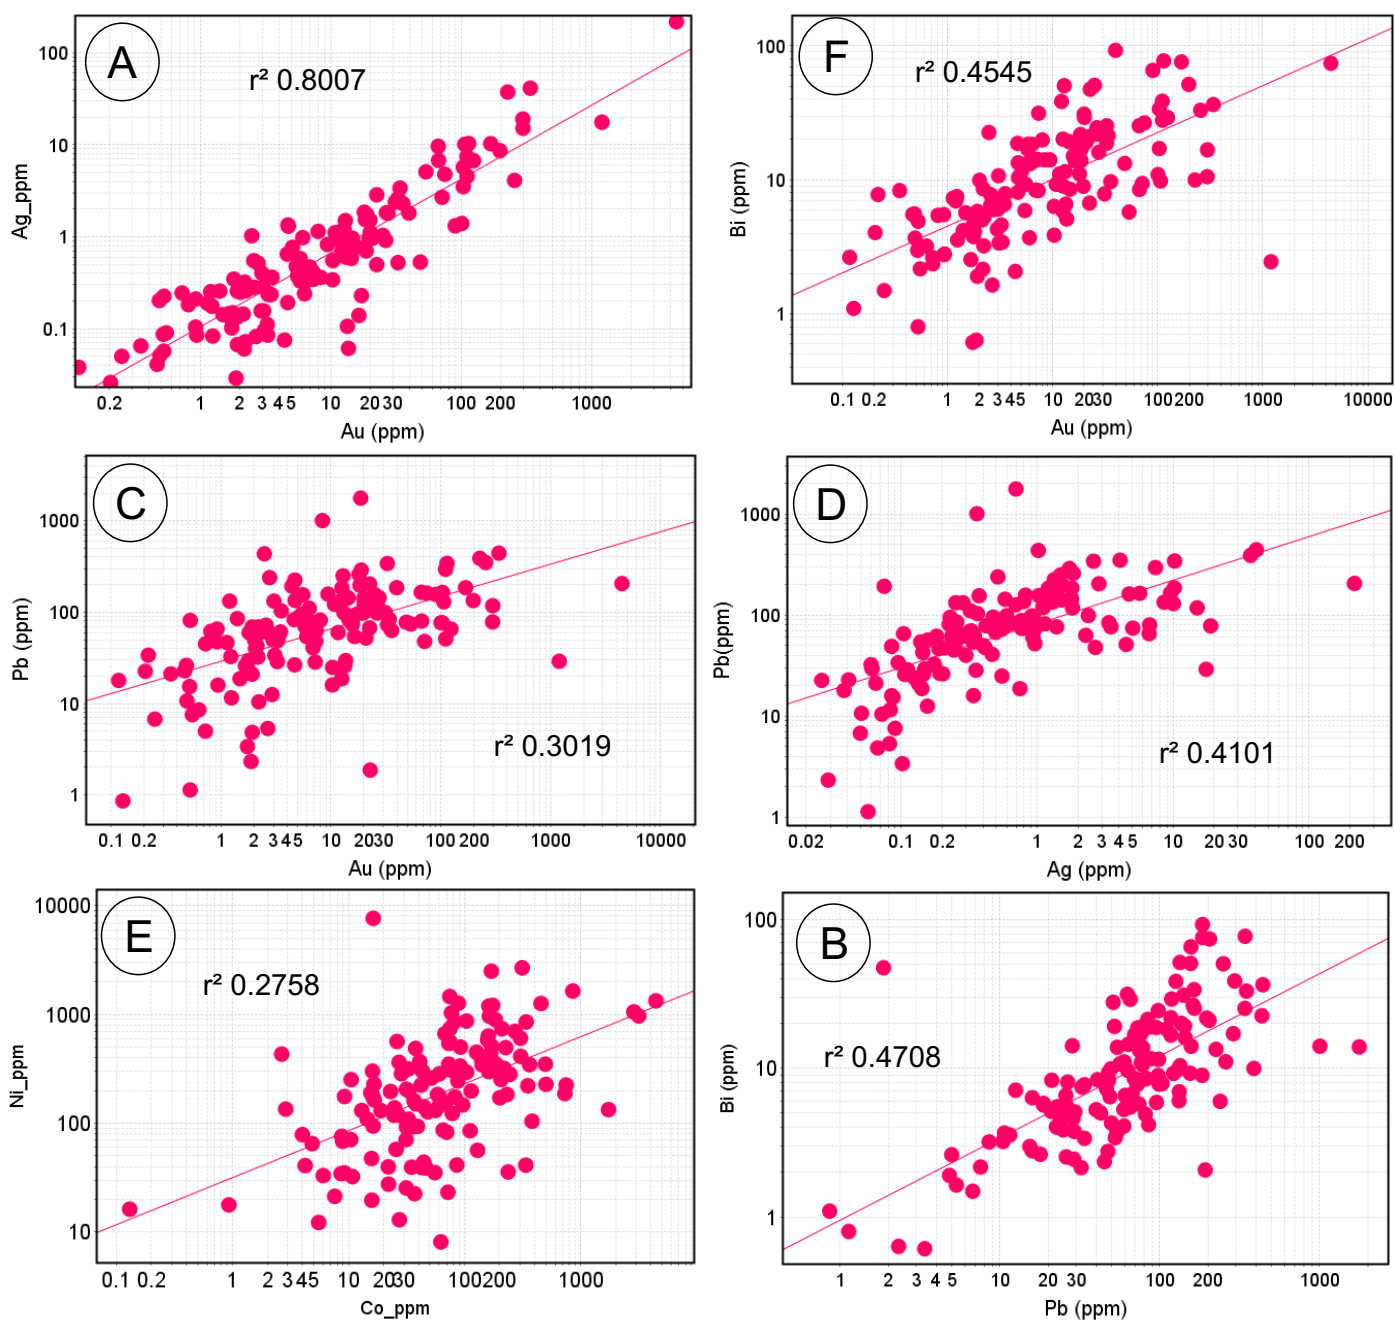 A
r² 0.8007
Ag_ppm
100
10
1
0.1
0.2 1 2 3 4 5 10 20 30 100 200 1000
Au (ppm)
F
r² 0.4545
Bi (ppm)
100
10
1
0.1 0.2 1 2 3 4 5 10 20 30 100 200 1000 10000
Au (ppm)
C
r² 0.3019
Pb (ppm)
1000
100
10
1
0.1 0.2 1 2 3 4 5 10 20 30 100 200 1000 10000
Au (ppm)
D
r² 0.4101
Pb(ppm)
1000
100
10
1
0.02 0.1 0.2 1 2 3 4 5 10 20 30 100 200
Ag (ppm)
E
r² 0.2758
Ni_ppm
10000
1000
100
10
0.1 0.2 1 2 3 4 5 10 20 30 100 200 1000
Co_ppm
B
r² 0.4708
Bi (ppm)
100
10
1
1 2 3 4 5 10 20 30 100 200 1000
Pb (ppm)